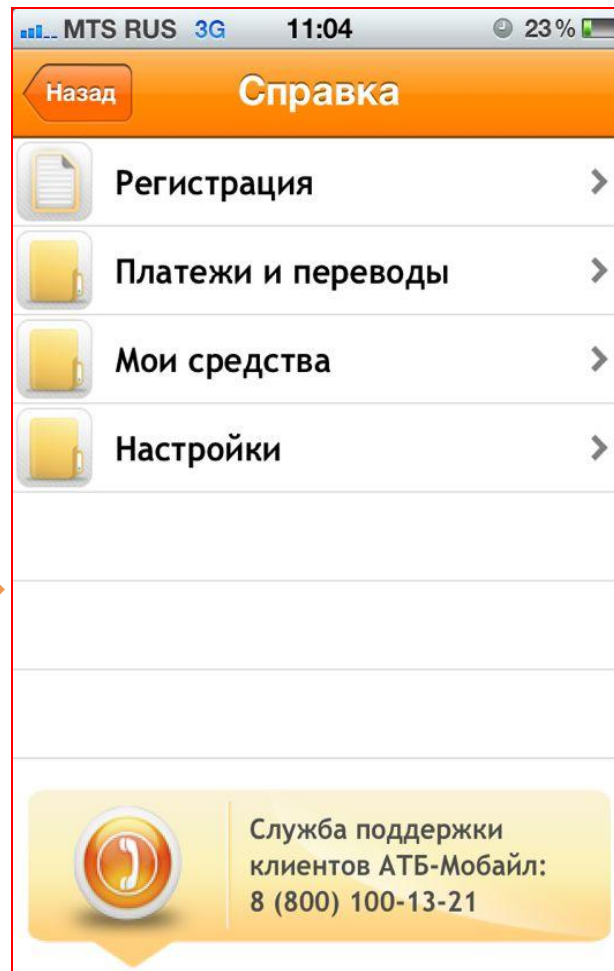 MTS RUS 3G 11:04 23%
Назад Справка
Регистрация
Платежи и переводы
Мои средства
Настройки
Служба поддержки
клиентов АТБ-Мобайл:
8 (800) 100-13-21